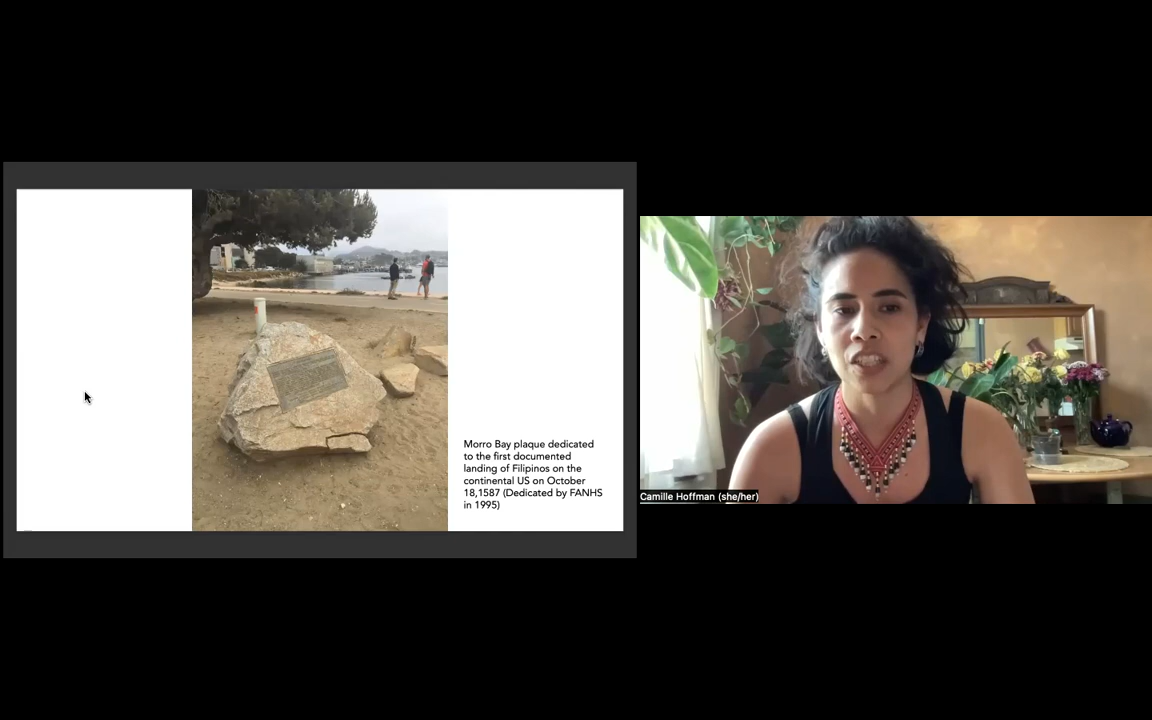 Morro Bay plaque dedicated
to the first documented
landing of Filipinos on the
continental US on October
18,1587 (Dedicated by FANHS
in 1995)
Camille Hoffman (she/her)